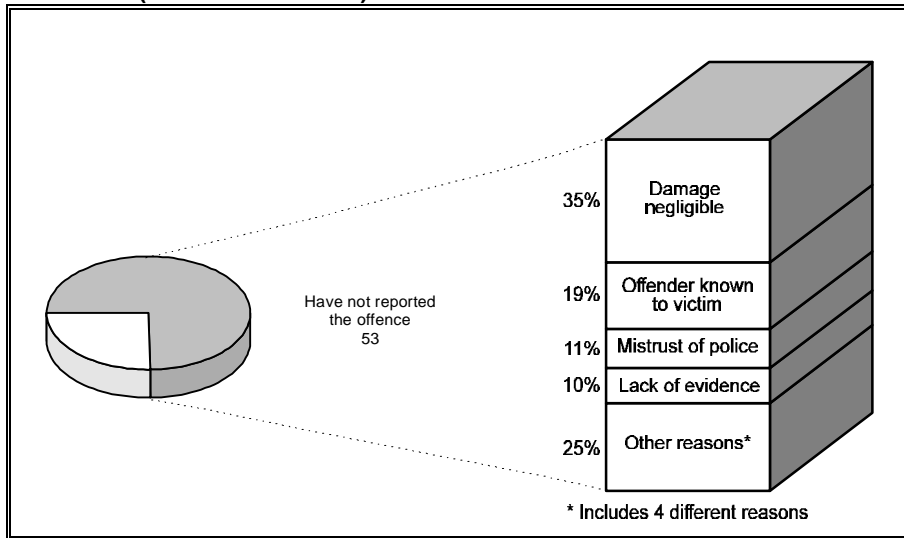 Have not reported
the offence
53
35%
Damage
negligible
19%
Offender known
to victim
11%
Mistrust of police
10%
Lack of evidence
25%
Other reasons*
* Includes 4 different reasons